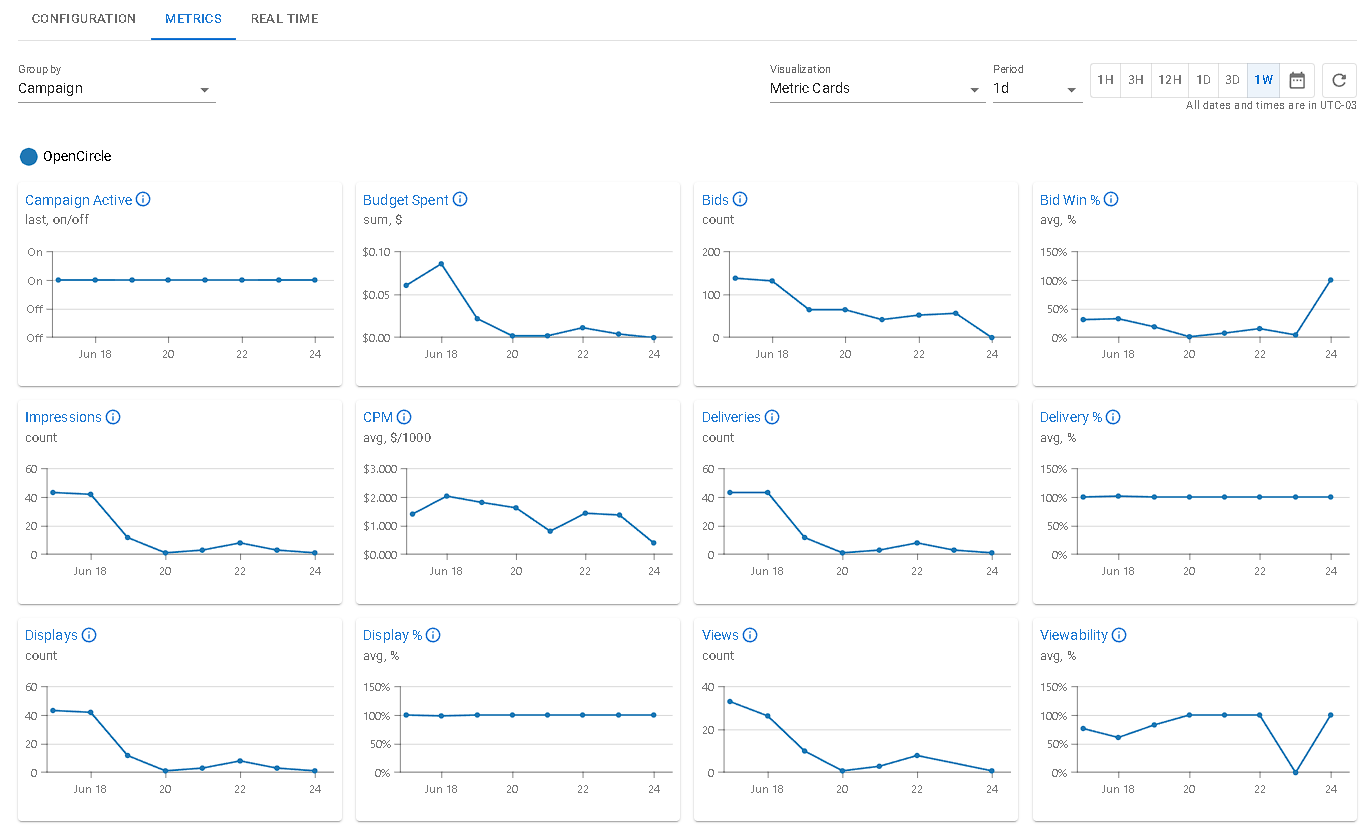 CONFIGURATION METRICS REAL TIME
Group by Visualization Period
Campaign Metric Cards 1d 1H 3H 12H 1D 3D 1W
All dates and times are in UTC-03
OpenCircle
Campaign Active
last, on/off
On
On
Off
Off
Jun 18 20 22 24
Budget Spent
sum, $
$0.10
$0.05
$0.00
Jun 18 20 22 24
Bids
count
200
100
0
Jun 18 20 22 24
Bid Win %
avg, %
150%
100%
50%
0%
Jun 18 20 22 24
Impressions
count
60
40
20
0
Jun 18 20 22 24
CPM
avg, $/1000
$3.000
$2.000
$1.000
$0.000
Jun 18 20 22 24
Deliveries
count
60
40
20
0
Jun 18 20 22 24
Delivery %
avg, %
150%
100%
50%
0%
Jun 18 20 22 24
Displays
count
60
40
20
0
Jun 18 20 22 24
Display %
avg, %
150%
100%
50%
0%
Jun 18 20 22 24
Views
count
40
20
0
Jun 18 20 22 24
Viewability
avg, %
150%
100%
50%
0%
Jun 18 20 22 24